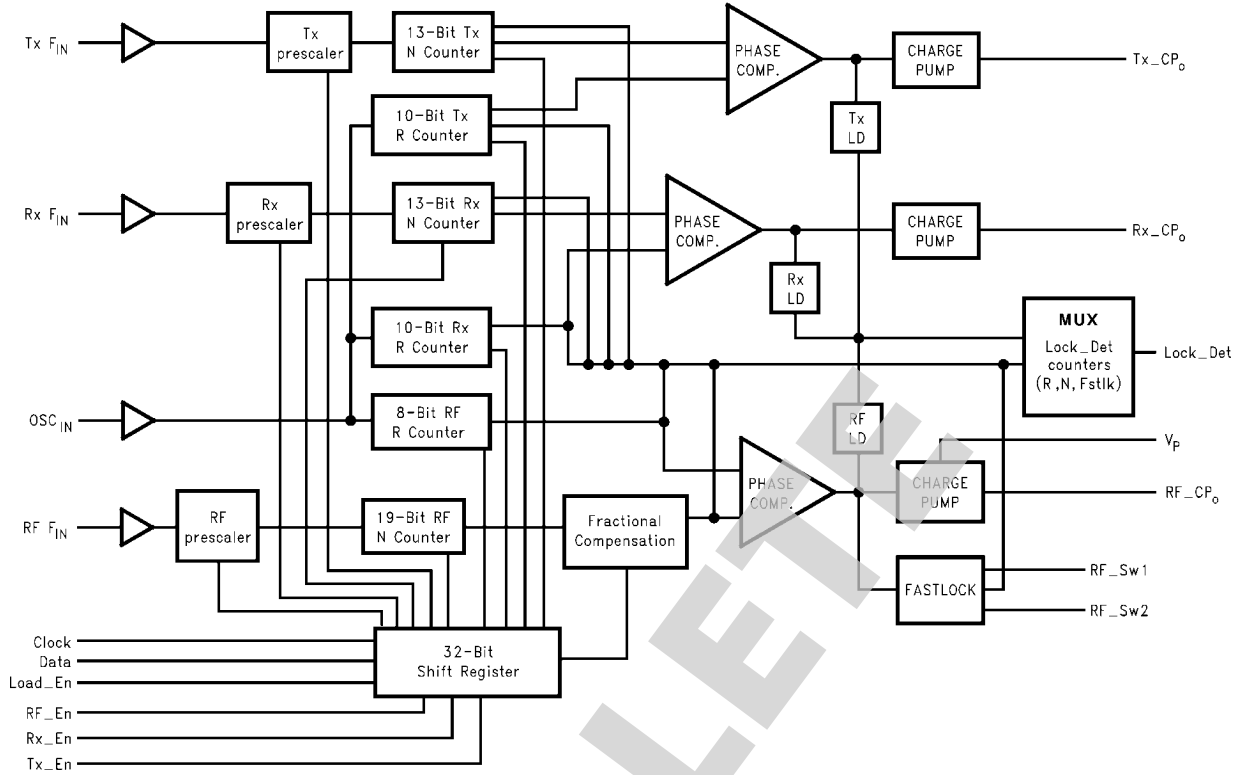 Tx F_IN
Tx
prescaler
13-Bit Tx
N Counter
PHASE
COMP.
CHARGE
PUMP
Tx_CP_o
10-Bit Tx
R Counter
Tx
LD
Rx F_IN
Rx
prescaler
13-Bit Rx
N Counter
PHASE
COMP.
CHARGE
PUMP
Rx_CP_o
Rx
LD
10-Bit Rx
R Counter
MUX
Lock_Det
counters
(R,N,Fstlk)
Lock_Det
OSC_IN
8-Bit RF
R Counter
RF
LD
V_P
PHASE
COMP.
CHARGE
PUMP
RF_CP_o
RF F_IN
RF
prescaler
19-Bit RF
N Counter
Fractional
Compensation
FASTLOCK
RF_Sw1
RF_Sw2
Clock
Data
Load_En
RF_En
Rx_En
Tx_En
32-Bit
Shift Register
LETE